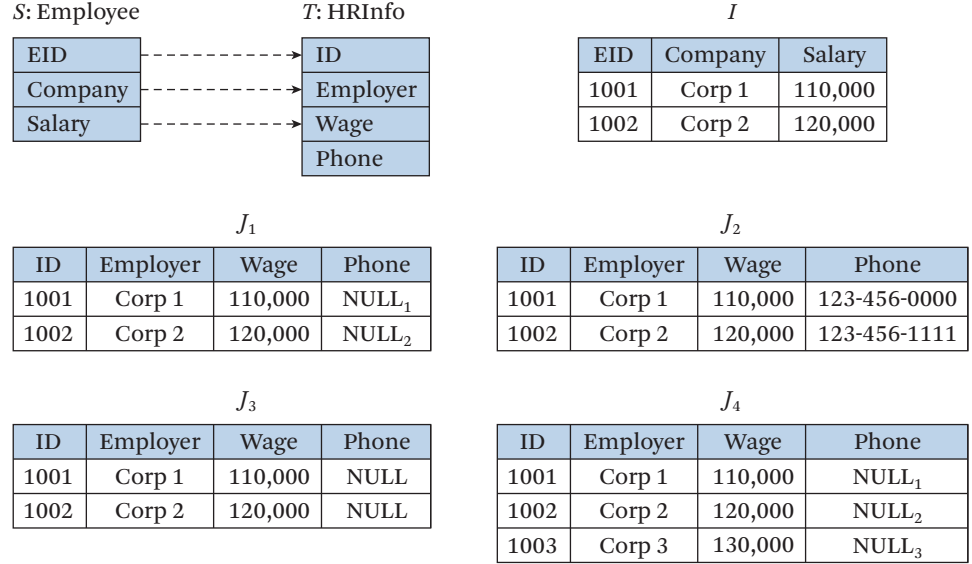 S: Employee T: HRInfo I
EID ID EID Company Salary
Company Employer 1001 Corp 1 110,000
Salary Wage 1002 Corp 2 120,000
Phone
J₁ J₂
ID Employer Wage Phone ID Employer Wage Phone
1001 Corp 1 110,000 NULL₁ 1001 Corp 1 110,000 123-456-0000
1002 Corp 2 120,000 NULL₂ 1002 Corp 2 120,000 123-456-1111
J₃ J₄
ID Employer Wage Phone ID Employer Wage Phone
1001 Corp 1 110,000 NULL 1001 Corp 1 110,000 NULL₁
1002 Corp 2 120,000 NULL 1002 Corp 2 120,000 NULL₂
1003 Corp 3 130,000 NULL₃